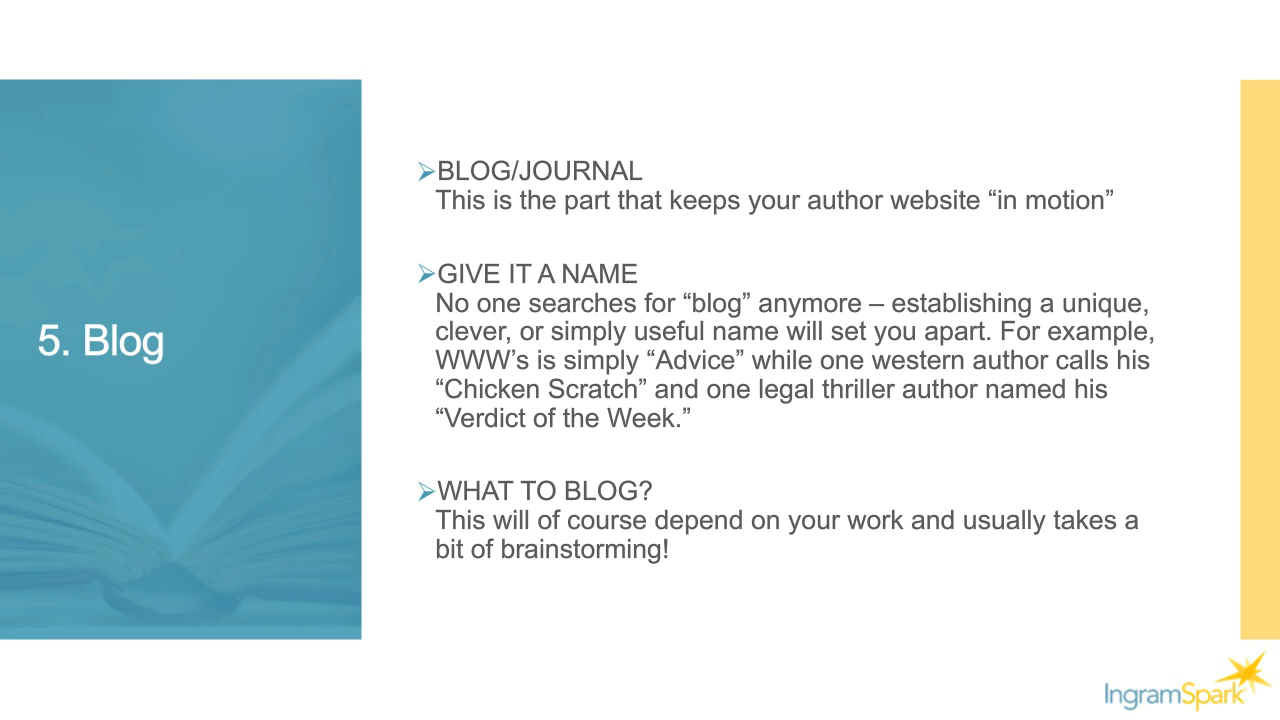 5. Blog
BLOG/JOURNAL
This is the part that keeps your author website “in motion”
GIVE IT A NAME
No one searches for “blog” anymore – establishing a unique,
clever, or simply useful name will set you apart. For example,
WWW’s is simply “Advice” while one western author calls his
“Chicken Scratch” and one legal thriller author named his
“Verdict of the Week.”
WHAT TO BLOG?
This will of course depend on your work and usually takes a
bit of brainstorming!
IngramSpark